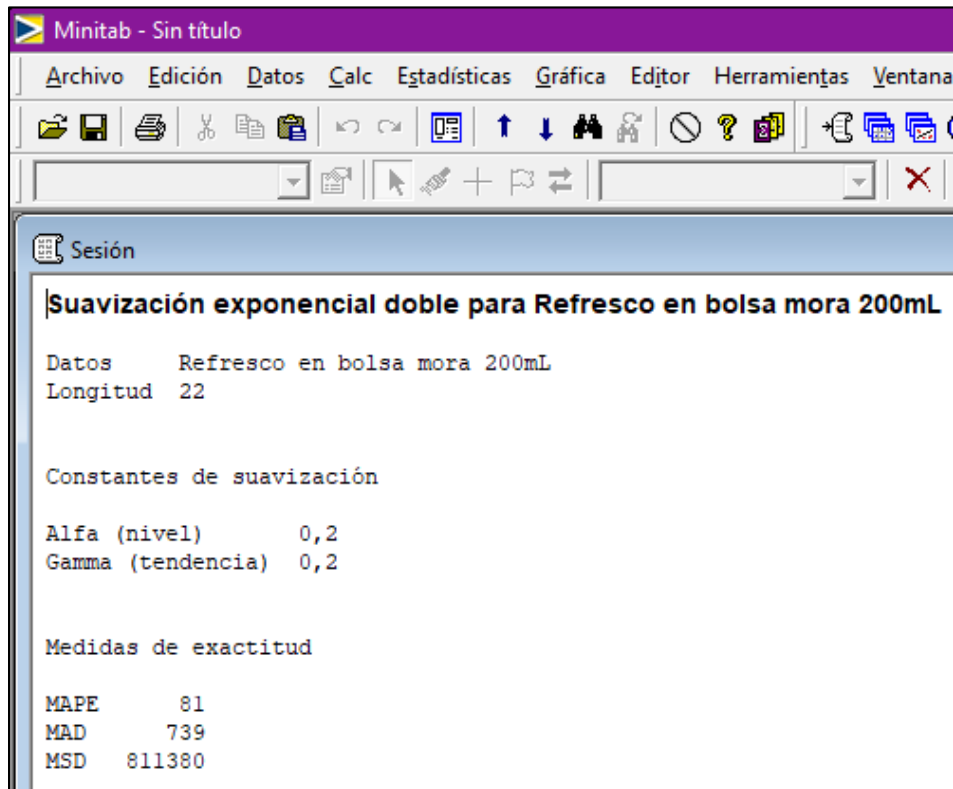 Minitab - Sin título
Archivo Edición Datos Calc Estadísticas Gráfica Editor Herramientas Ventana
Sesión
Suavización exponencial doble para Refresco en bolsa mora 200mL
Datos Refresco en bolsa mora 200mL
Longitud 22
Constantes de suavización
Alfa (nivel) 0,2
Gamma (tendencia) 0,2
Medidas de exactitud
MAPE 81
MAD 739
MSD 811380